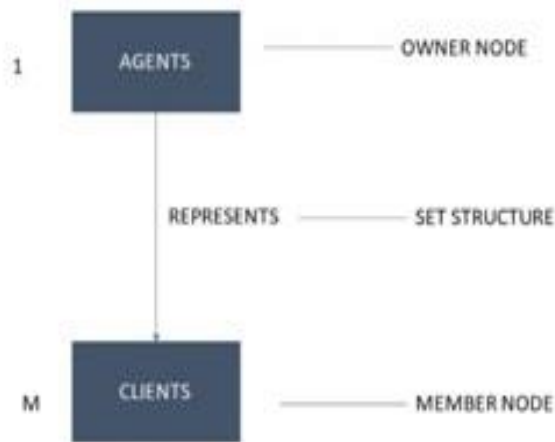 AGENTS
OWNER NODE
1
REPRESENTS
SET STRUCTURE
CLIENTS
M
MEMBER NODE